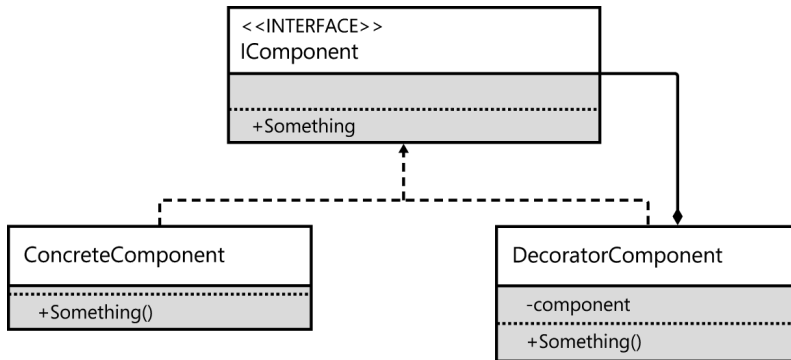 <<INTERFACE>>
IComponent
+Something
ConcreteComponent
+Something()
DecoratorComponent
-component
+Something()